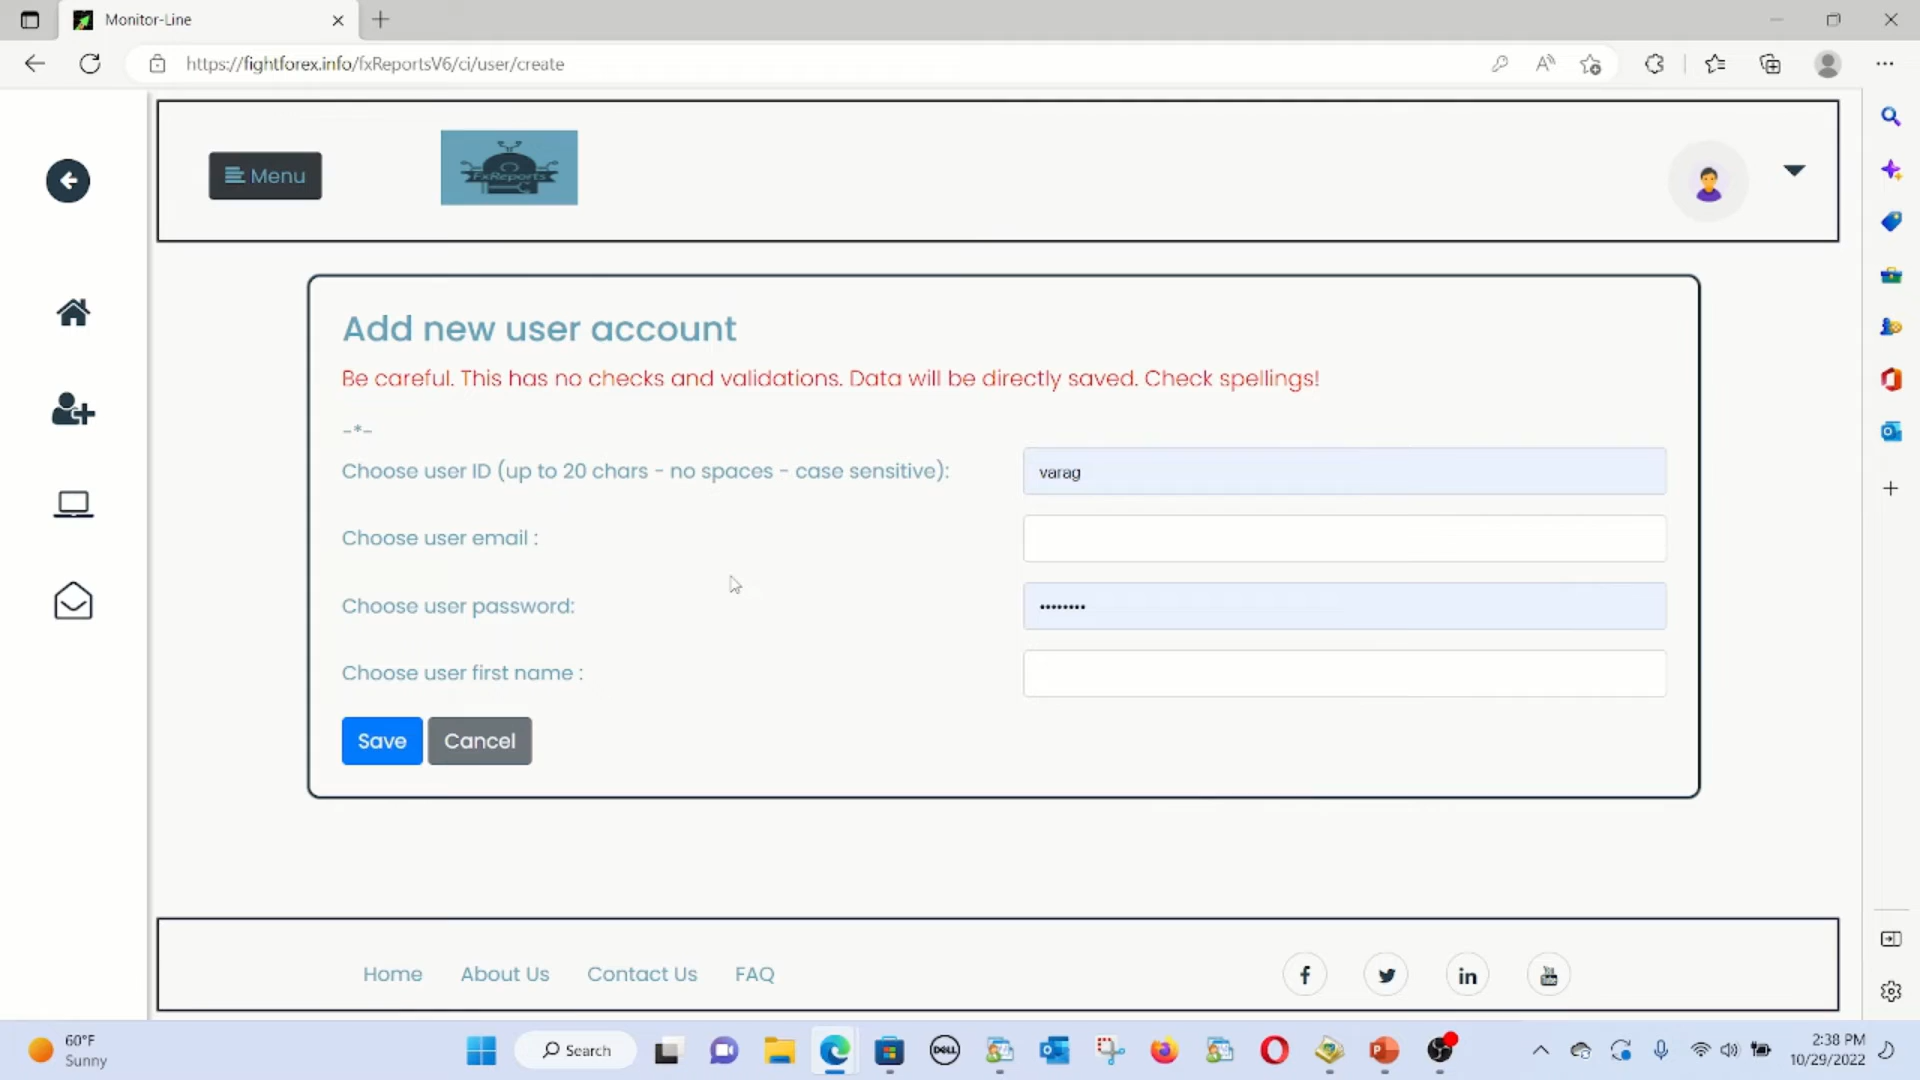 Monitor-Line
https://fightforex.info/fxReportsV6/ci/user/create
Menu
FxReports
Add new user account
Be careful. This has no checks and validations. Data will be directly saved. Check spellings!
-*-
Choose user ID (up to 20 chars - no spaces - case sensitive):
varag
Choose user email :
Choose user password:
••••••••
Choose user first name :
Save
Cancel
Home
About Us
Contact Us
FAQ
60°F
Sunny
Search
DELL
2:38 PM
10/29/2022